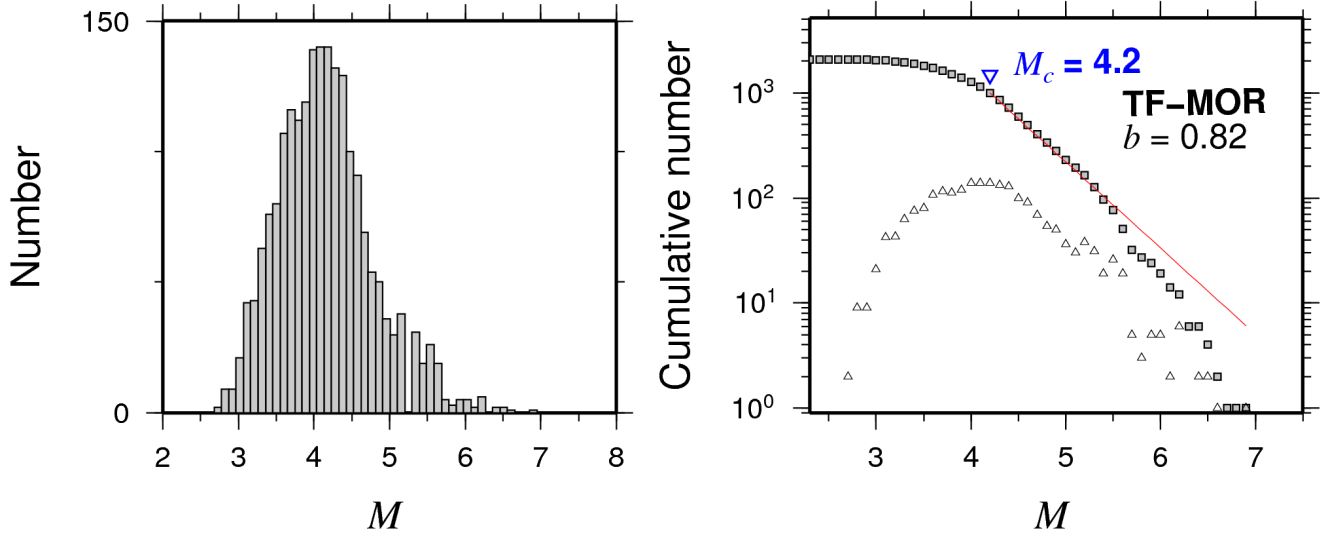 150
0
Number
2 3 4 5 6 7 8
M
10³
10²
10¹
10⁰
Cumulative number
M_c = 4.2
TF−MOR
b = 0.82
3 4 5 6 7
M